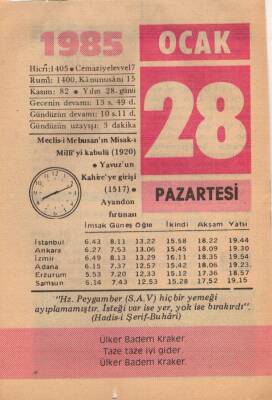 1985
OCAK
28
PAZARTESİ
Hicrî:1405 • Cemaziyelevvel7
Rumî: 1400, Kânunusâni 15
Kasım: 82 • Yılın 28. günü
Gecenin devamı: 13 s. 49 d.
Gündüzün devamı: 10 s.11 d.
Gündüzün uzayışı: 3 dakika
Meclis-i Mebusan'ın Misak-ı
Millî'yi kabulü (1920)
• Yavuz'un
Kahire'ye girişi
(1517) •
Ayandon
fırtınası
İmsak Güneş Öğle İkindi Akşam Yatsı
İstanbul 6.43 8.11 13.22 15.58 18.22 19.44
Ankara 6.27 7.53 13.06 15.45 18.09 19.30
İzmir 6.49 8.11 13.29 16.11 18.35 19.54
Adana 6.15 7.37 12.57 15.42 18.06 19.23
Erzurum 5.53 7.20 12.33 15.12 17.36 18.57
Samsun 6.14 7.43 12.53 15.28 17.52 19.15
"Hz. Peygamber (S.A.V) hiçbir yemeği
ayıplamamıştır. İsteği var ise yer, yok ise bırakırdı".
(Hadis-i Şerif-Buhâri)
Ülker Badem Kraker.
Taze taze iyi gider.
Ülker Badem Kraker.